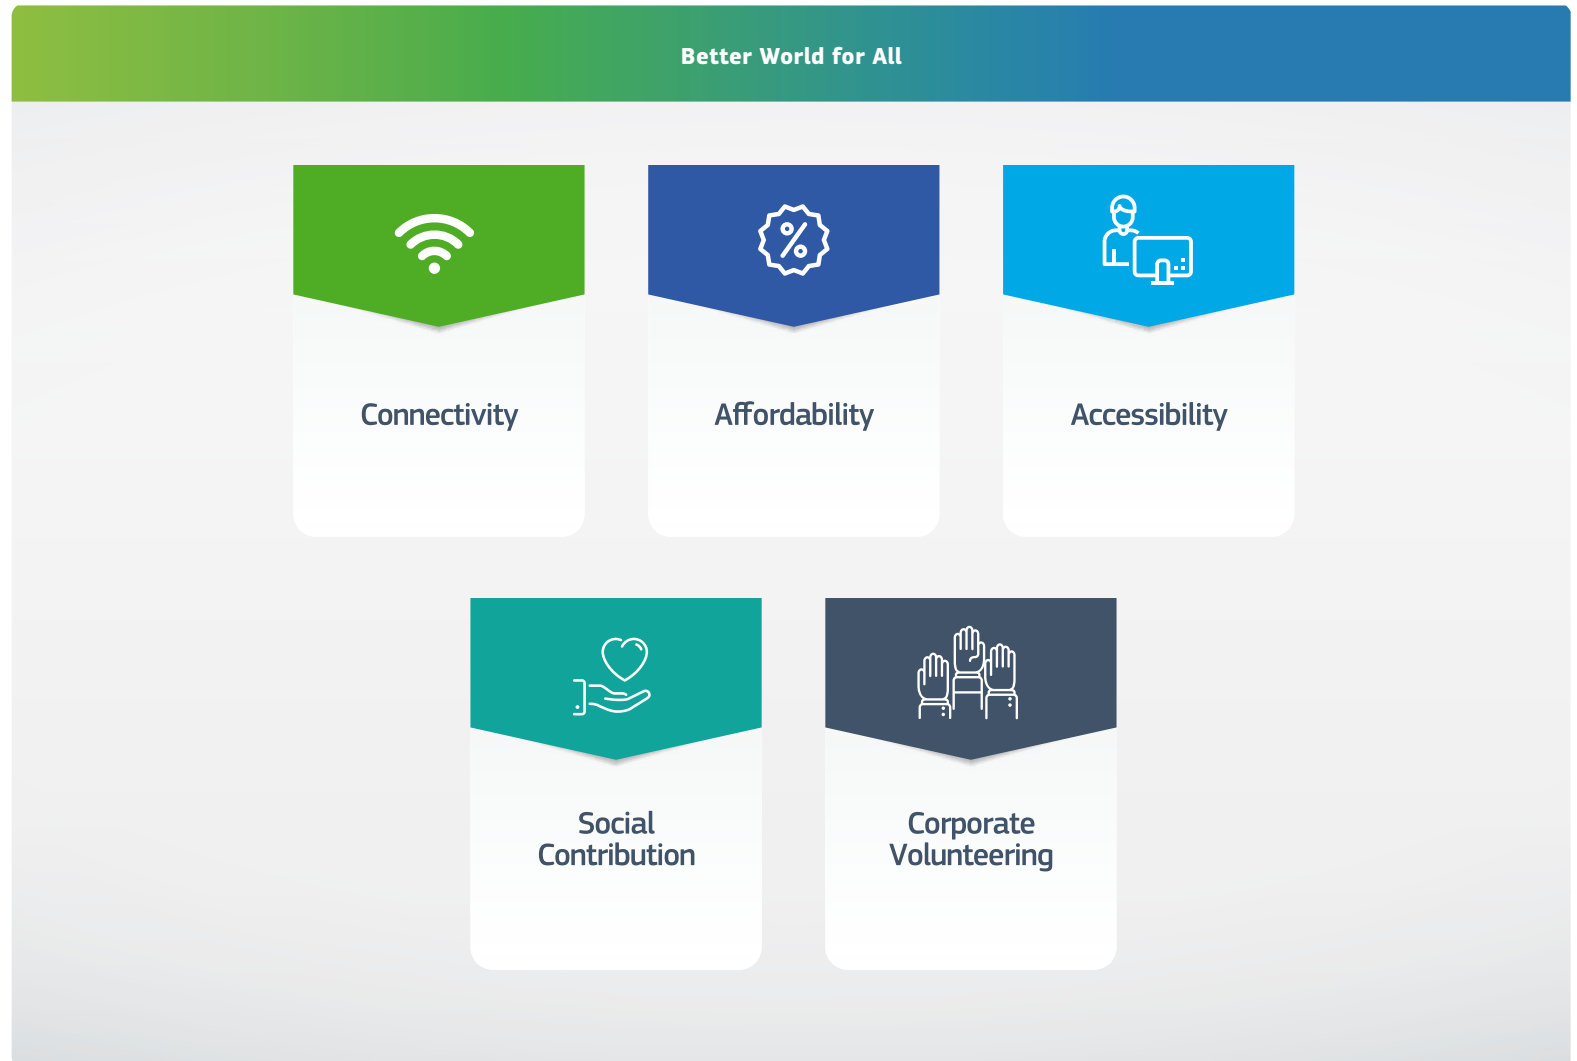 Better World for All
Connectivity
Affordability
Accessibility
Social
Contribution
Corporate
Volunteering